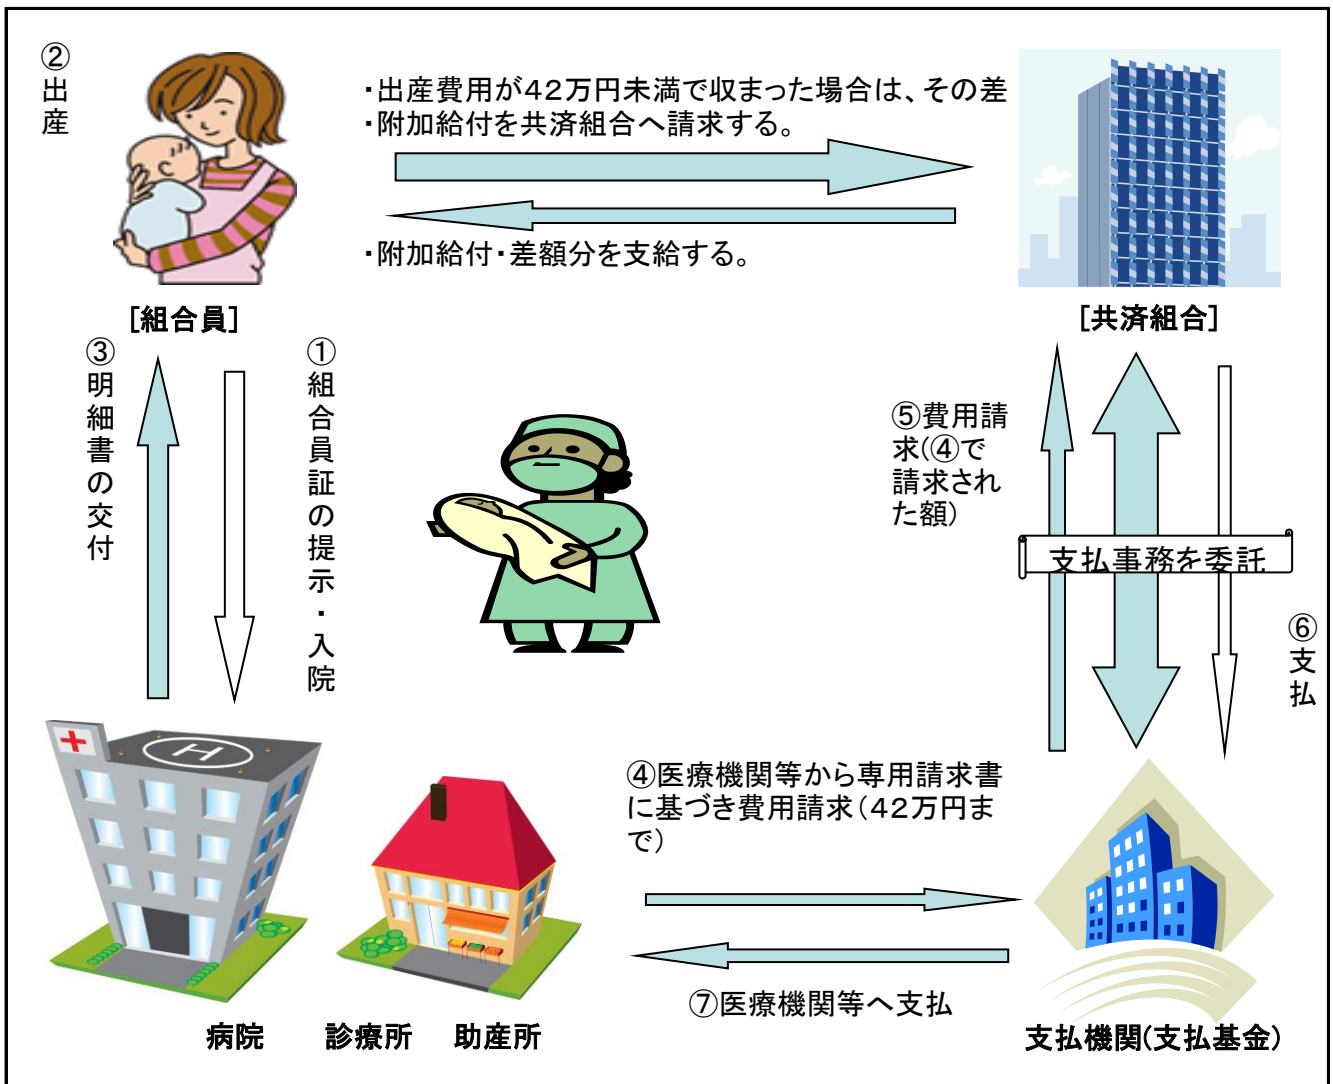 ②出産
・出産費用が42万円未満で収まった場合は、その差
・附加給付を共済組合へ請求する。
・附加給付・差額分を支給する。
[組合員]
[共済組合]
③明細書の交付
①組合員証の提示・入院
⑤費用請
求(④で
請求され
た額)
支払事務を委託
⑥支払
④医療機関等から専用請求書
に基づき費用請求(42万円ま
で)
⑦医療機関等へ支払
H
病院 診療所 助産所
支払機関(支払基金)